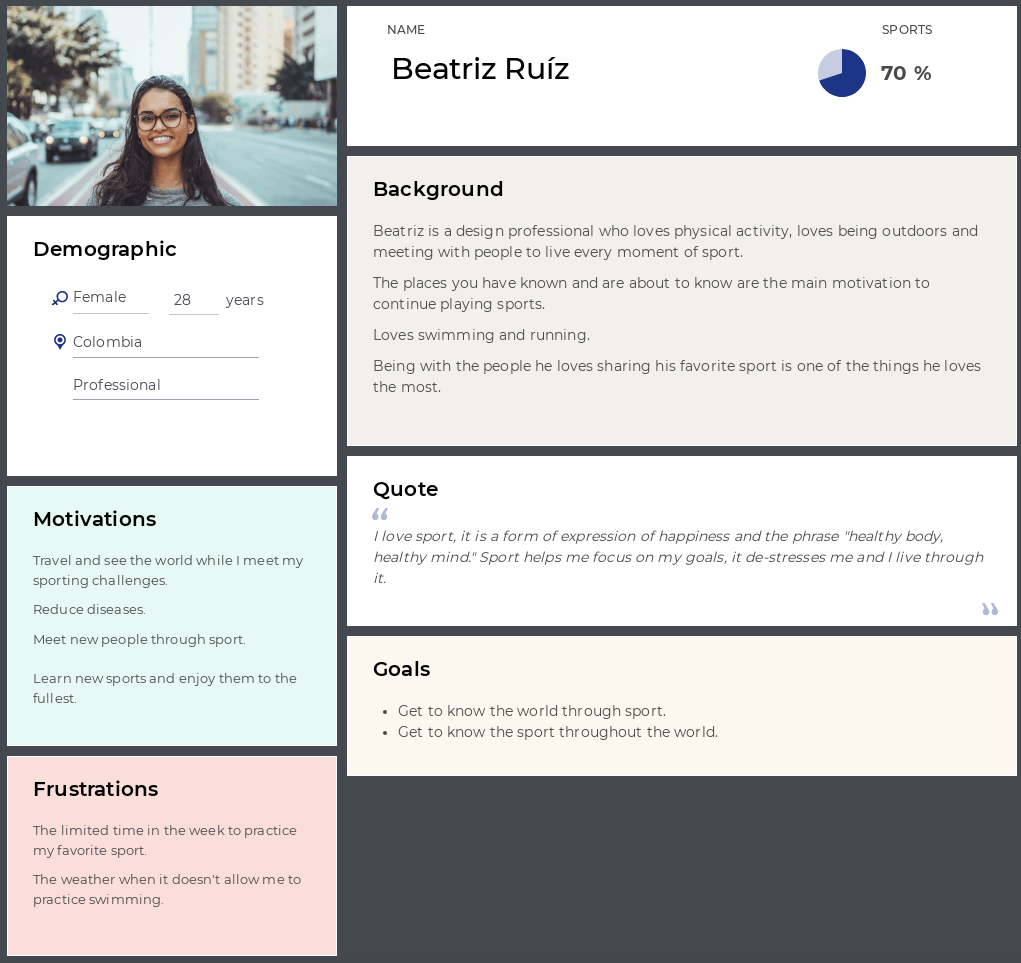 NAME
Beatriz Ruíz
SPORTS
70 %
Demographic
Female
28 years
Colombia
Professional
Background
Beatriz is a design professional who loves physical activity, loves being outdoors and
meeting with people to live every moment of sport.
The places you have known and are about to know are the main motivation to
continue playing sports.
Loves swimming and running.
Being with the people he loves sharing his favorite sport is one of the things he loves
the most.
Motivations
Travel and see the world while I meet my
sporting challenges.
Reduce diseases.
Meet new people through sport.
Learn new sports and enjoy them to the
fullest.
Quote
“
I love sport, it is a form of expression of happiness and the phrase "healthy body,
healthy mind." Sport helps me focus on my goals, it de-stresses me and I live through
it.
”
Goals
• Get to know the world through sport.
• Get to know the sport throughout the world.
Frustrations
The limited time in the week to practice
my favorite sport.
The weather when it doesn't allow me to
practice swimming.